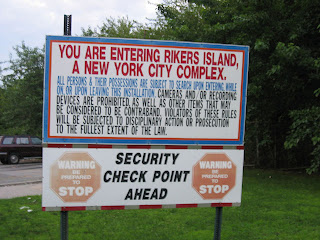 YOU ARE ENTERING RIKERS ISLAND,
A NEW YORK CITY COMPLEX.
ALL PERSONS & THEIR POSSESSIONS ARE SUBJECT TO SEARCH UPON ENTERING WHILE
ON OR UPON LEAVING THIS INSTALLATION. CAMERAS AND/OR RECORDING
DEVICES ARE PROHIBITED AS WELL AS OTHER ITEMS THAT MAY
BE CONSIDERED TO BE CONTRABAND. VIOLATORS OF THESE RULES
WILL BE SUBJECTED TO DISCIPLINARY ACTION OR PROSECUTION
TO THE FULLEST EXTENT OF THE LAW.
WARNING
BE
PREPARED
TO
STOP
SECURITY
CHECK POINT
AHEAD
WARNING
BE
PREPARED
TO
STOP